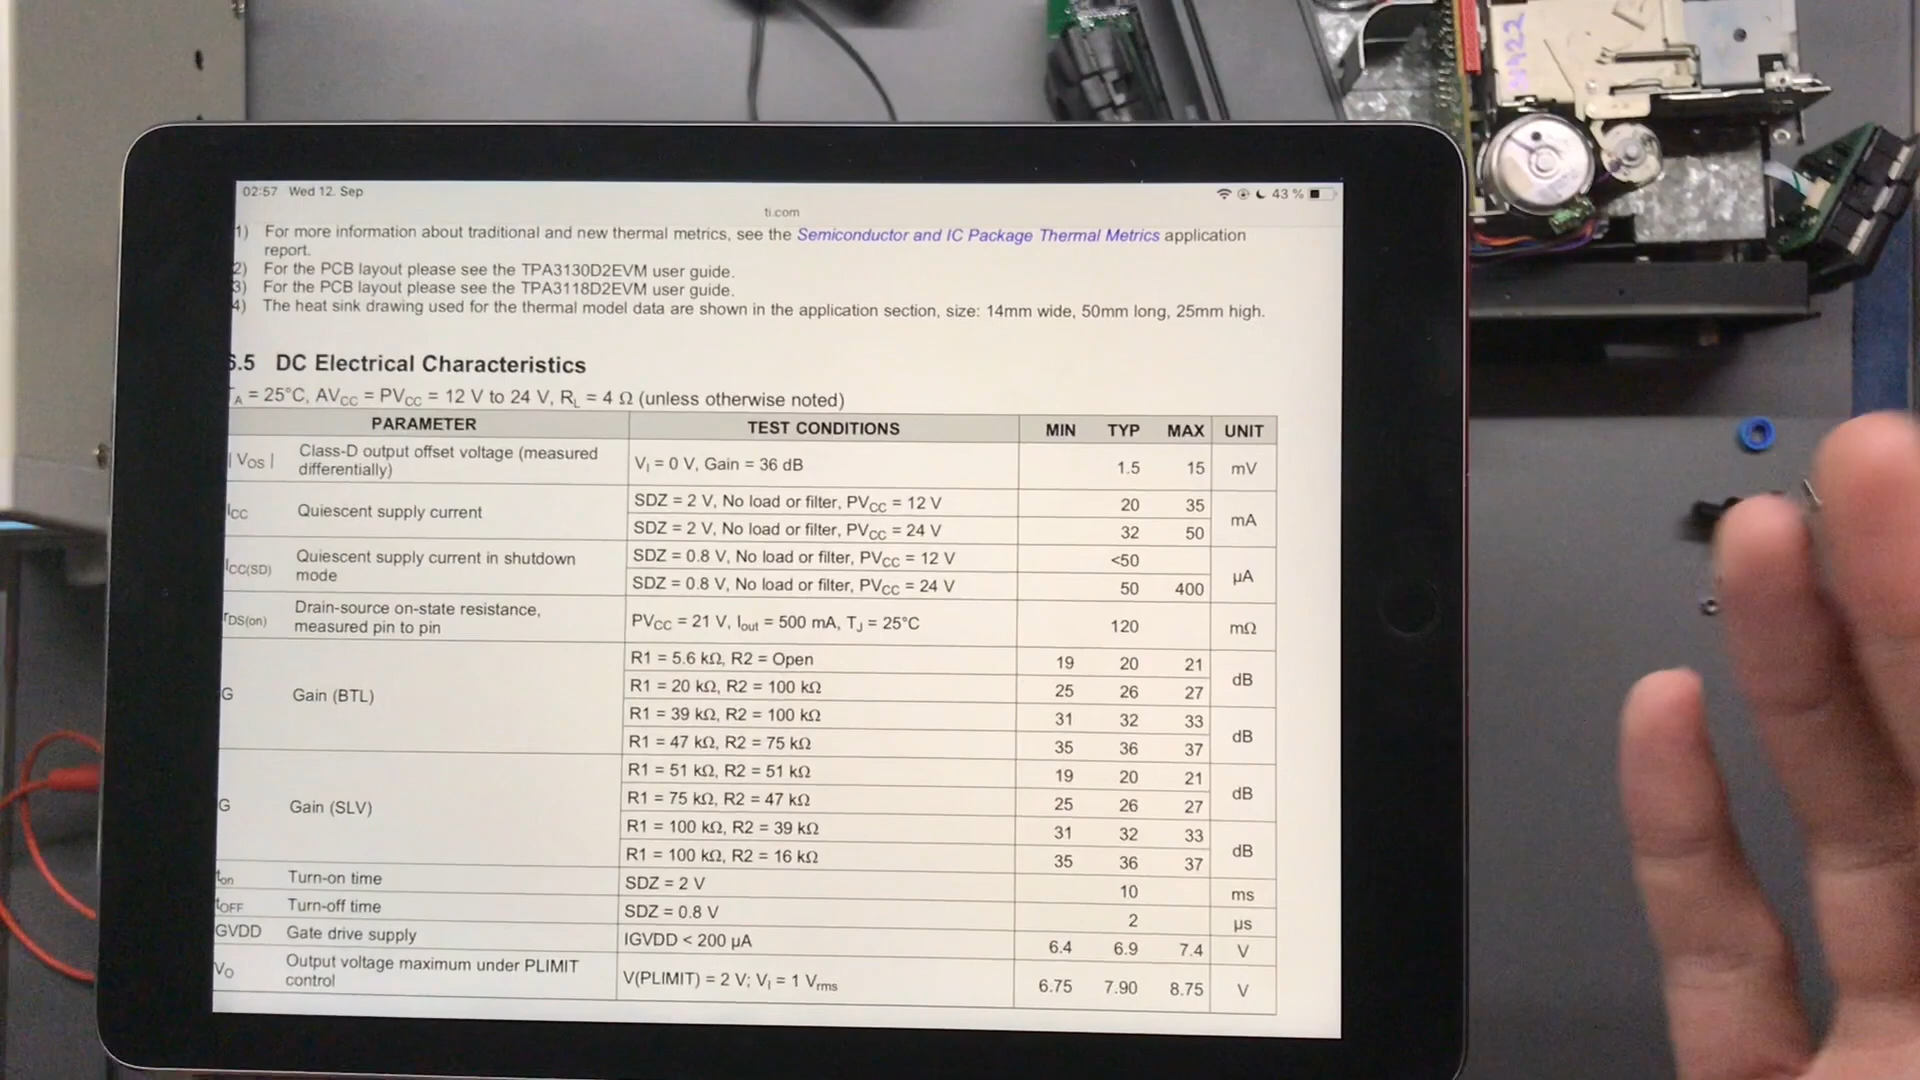 02:57 Wed 12. Sep
43 %
ti.com
1) For more information about traditional and new thermal metrics, see the Semiconductor and IC Package Thermal Metrics application
report.
2) For the PCB layout please see the TPA3130D2EVM user guide.
3) For the PCB layout please see the TPA3118D2EVM user guide.
4) The heat sink drawing used for the thermal model data are shown in the application section, size: 14mm wide, 50mm long, 25mm high.
6.5 DC Electrical Characteristics
TA = 25°C, AVCC = PVCC = 12 V to 24 V, RL = 4 Ω (unless otherwise noted)
PARAMETER TEST CONDITIONS MIN TYP MAX UNIT
| VOS | Class-D output offset voltage (measured
differentially) VI = 0 V, Gain = 36 dB 1.5 15 mV
ICC Quiescent supply current SDZ = 2 V, No load or filter, PVCC = 12 V 20 35 mA
SDZ = 2 V, No load or filter, PVCC = 24 V 32 50
ICC(SD) Quiescent supply current in shutdown
mode SDZ = 0.8 V, No load or filter, PVCC = 12 V <50 µA
SDZ = 0.8 V, No load or filter, PVCC = 24 V 50 400
rDS(on) Drain-source on-state resistance,
measured pin to pin PVCC = 21 V, Iout = 500 mA, TJ = 25°C 120 mΩ
G Gain (BTL) R1 = 5.6 kΩ, R2 = Open 19 20 21 dB
R1 = 20 kΩ, R2 = 100 kΩ 25 26 27
R1 = 39 kΩ, R2 = 100 kΩ 31 32 33 dB
R1 = 47 kΩ, R2 = 75 kΩ 35 36 37
G Gain (SLV) R1 = 51 kΩ, R2 = 51 kΩ 19 20 21 dB
R1 = 75 kΩ, R2 = 47 kΩ 25 26 27
R1 = 100 kΩ, R2 = 39 kΩ 31 32 33 dB
R1 = 100 kΩ, R2 = 16 kΩ 35 36 37
ton Turn-on time SDZ = 2 V 10 ms
tOFF Turn-off time SDZ = 0.8 V 2 µs
GVDD Gate drive supply IGVDD < 200 µA 6.4 6.9 7.4 V
VO Output voltage maximum under PLIMIT
control V(PLIMIT) = 2 V; VI = 1 Vrms 6.75 7.90 8.75 V